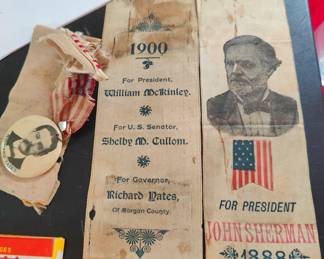 1900
For President,
William McKinley.
For U.S. Senator,
Shelby M. Cullom.
For Governor,
Richard Yates,
Of Morgan County.
FOR PRESIDENT
JOHN SHERMAN
1888